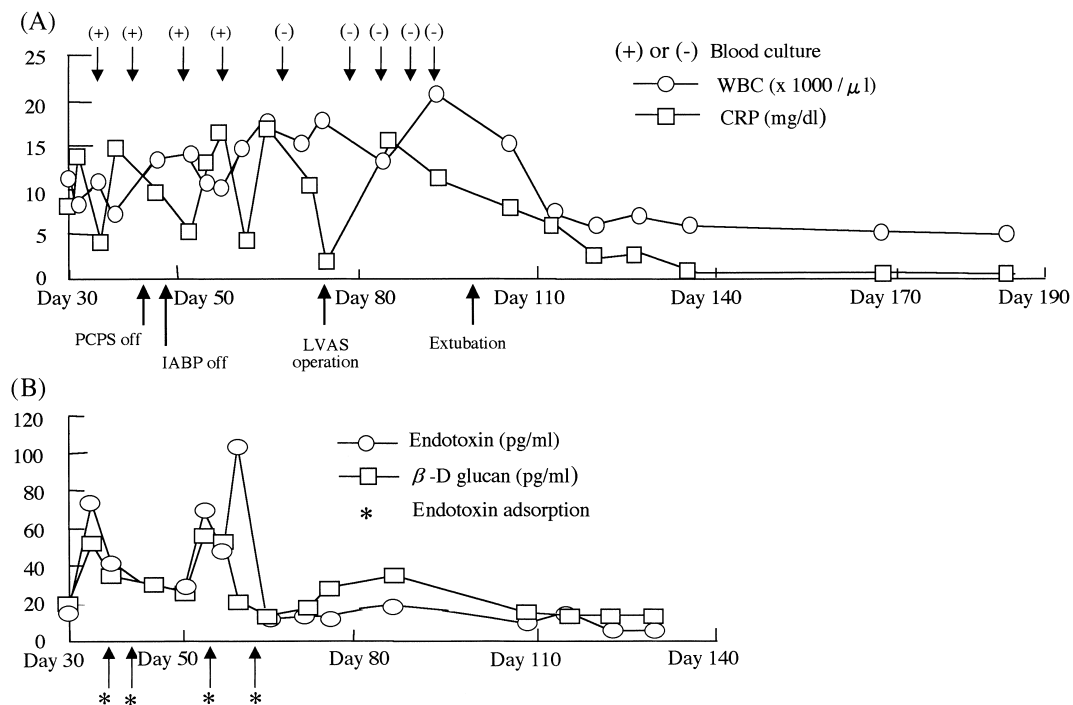 (A)
(+) (+) (+) (+) (-) (-) (-) (-) (-)
(+) or (-) Blood culture
WBC (x 1000 / μl)
CRP (mg/dl)
25
20
15
10
5
0
Day 30 Day 50 Day 80 Day 110 Day 140 Day 170 Day 190
PCPS off
IABP off
LVAS
operation
Extubation
(B)
120
100
80
60
40
20
0
Endotoxin (pg/ml)
β-D glucan (pg/ml)
* Endotoxin adsorption
Day 30 Day 50 Day 80 Day 110 Day 140
* * * *